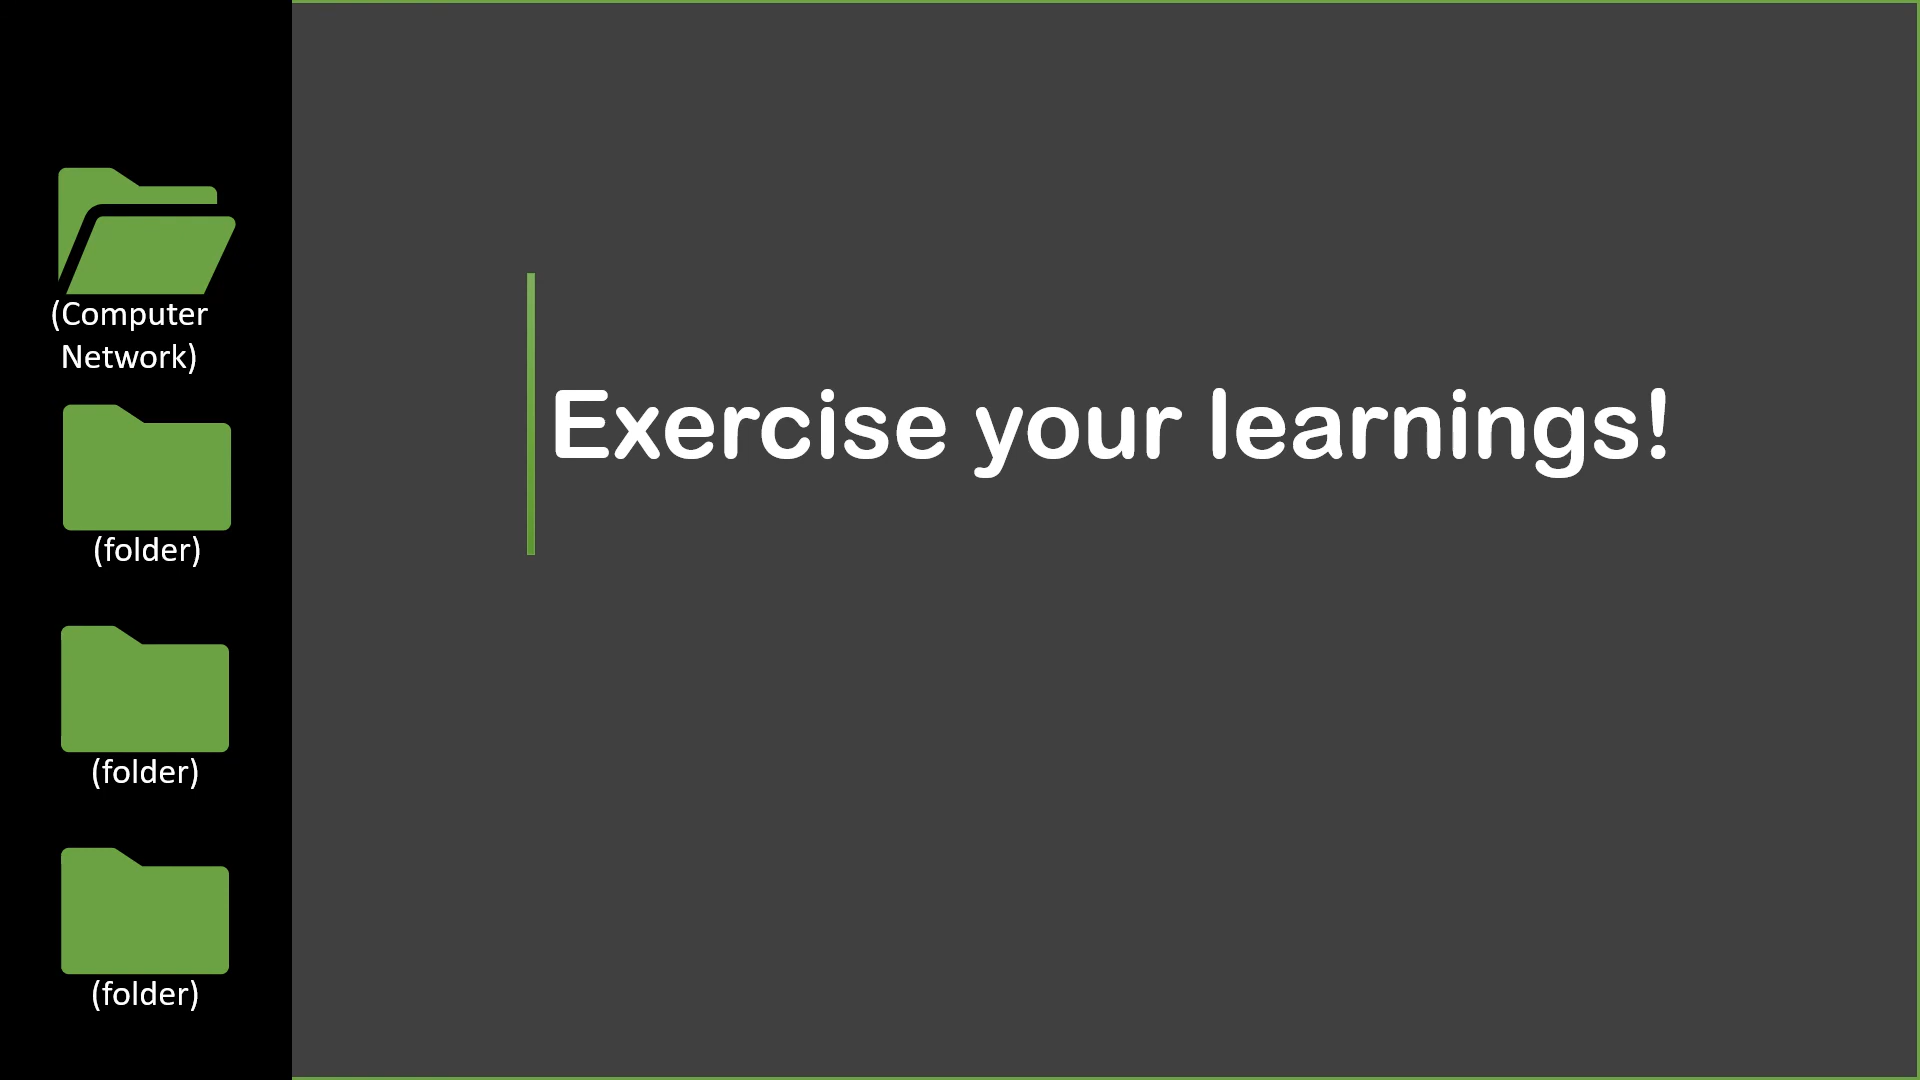 (Computer
Network)
(folder)
(folder)
(folder)
Exercise your learnings!